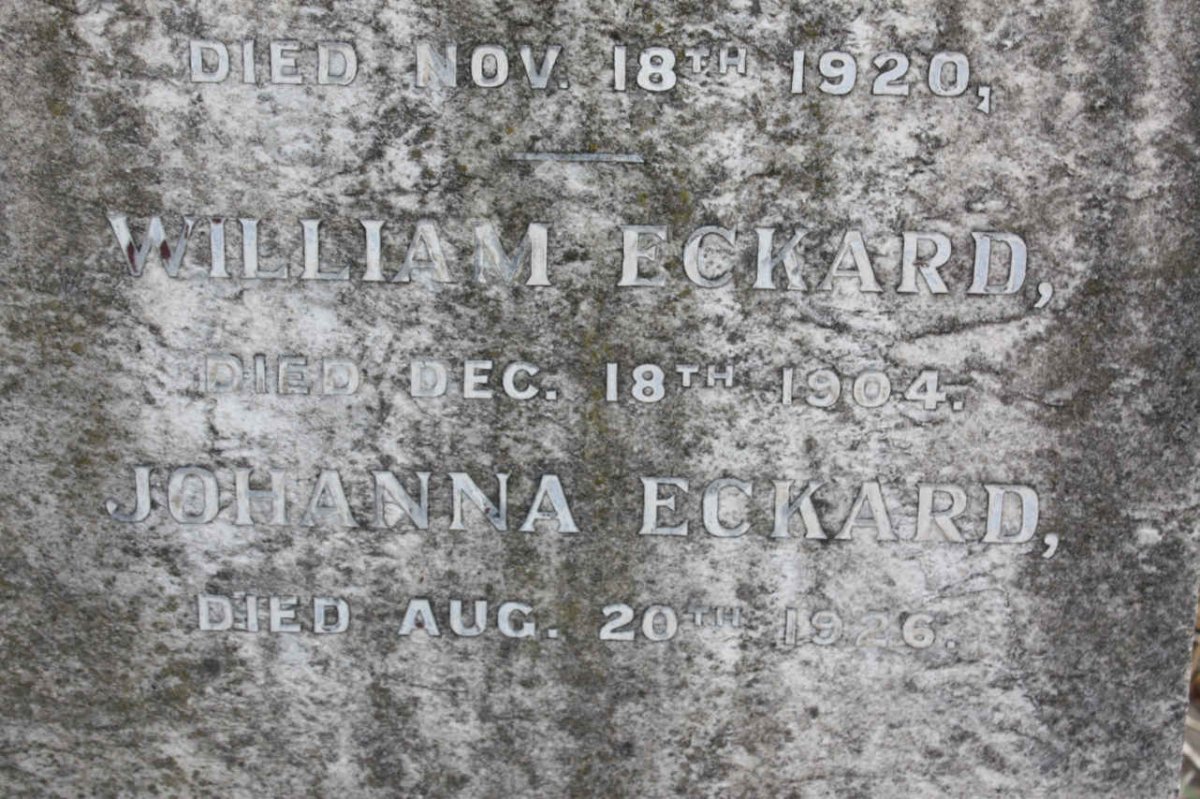 DIED NOV. 18TH 1920,
WILLIAM ECKARD,
DIED DEC. 18TH 1904.
JOHANNA ECKARD,
DIED AUG. 20TH 1926.